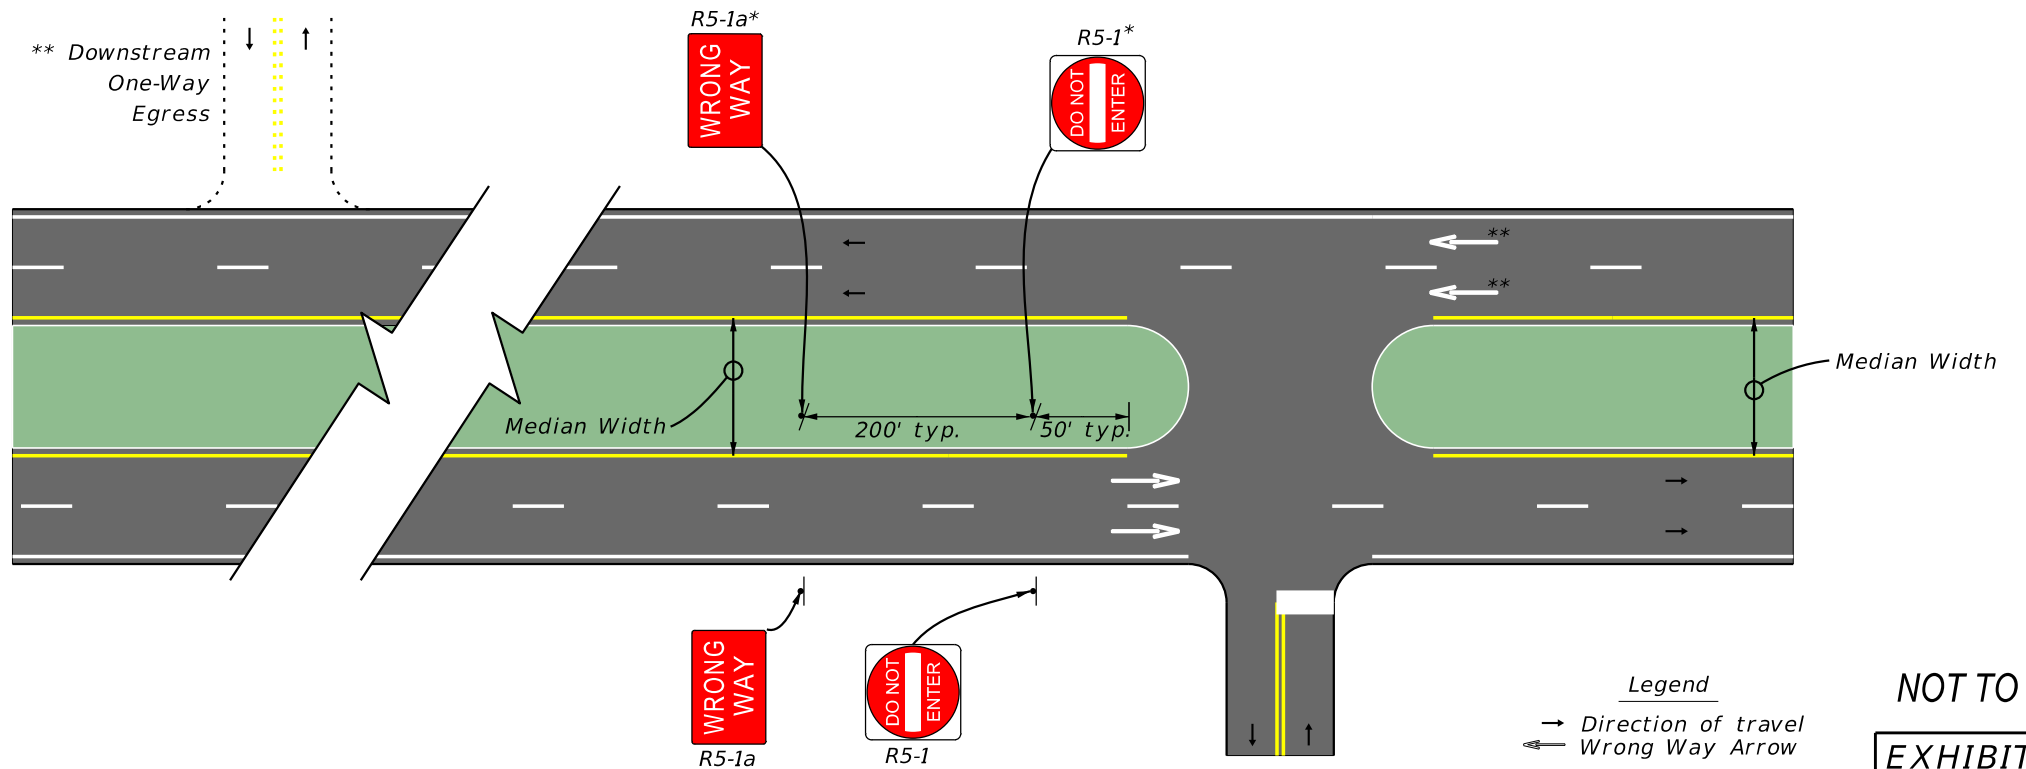 R5-1a*
R5-1*
** Downstream
One-Way
Egress
WRONG
WAY
DO NOT
ENTER
**
**
Median Width
Median Width
200' typ.
50' typ.
WRONG
WAY
R5-1a
DO NOT
ENTER
R5-1
Legend
Direction of travel
Wrong Way Arrow
NOT TO
EXHIBIT